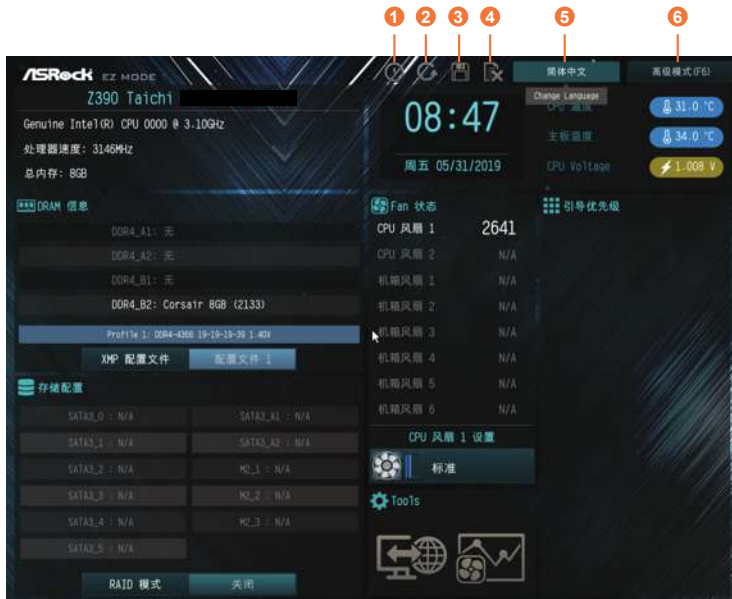 1 2 3 4 5 6
ASRock EZ MODE
简体中文
高级模式(F6)
Change Language
Z390 Taichi
Genuine Intel(R) CPU 0000 @ 3.10GHz
处理器速度: 3146MHz
总内存: 8GB
08:47
周五 05/31/2019
CPU 温度 31.0 °C
主板温度 34.0 °C
CPU Voltage 1.008 V
DRAM 信息
DDR4_A1: 无
DDR4_A2: 无
DDR4_B1: 无
DDR4_B2: Corsair 8GB (2133)
Profile 1: DDR4-4366 19-19-19-39 1.40V
XMP 配置文件 配置文件 1
存储配置
SATA3_0 : N/A SATA3_A1 : N/A
SATA3_1 : N/A SATA3_A2 : N/A
SATA3_2 : N/A M2_1 : N/A
SATA3_3 : N/A M2_2 : N/A
SATA3_4 : N/A M2_3 : N/A
SATA3_5 : N/A
RAID 模式 关闭
Fan 状态
CPU 风扇 1 2641
CPU 风扇 2 N/A
机箱风扇 1 N/A
机箱风扇 2 N/A
机箱风扇 3 N/A
机箱风扇 4 N/A
机箱风扇 5 N/A
机箱风扇 6 N/A
CPU 风扇 1 设置
标准
Tools
引导优先级